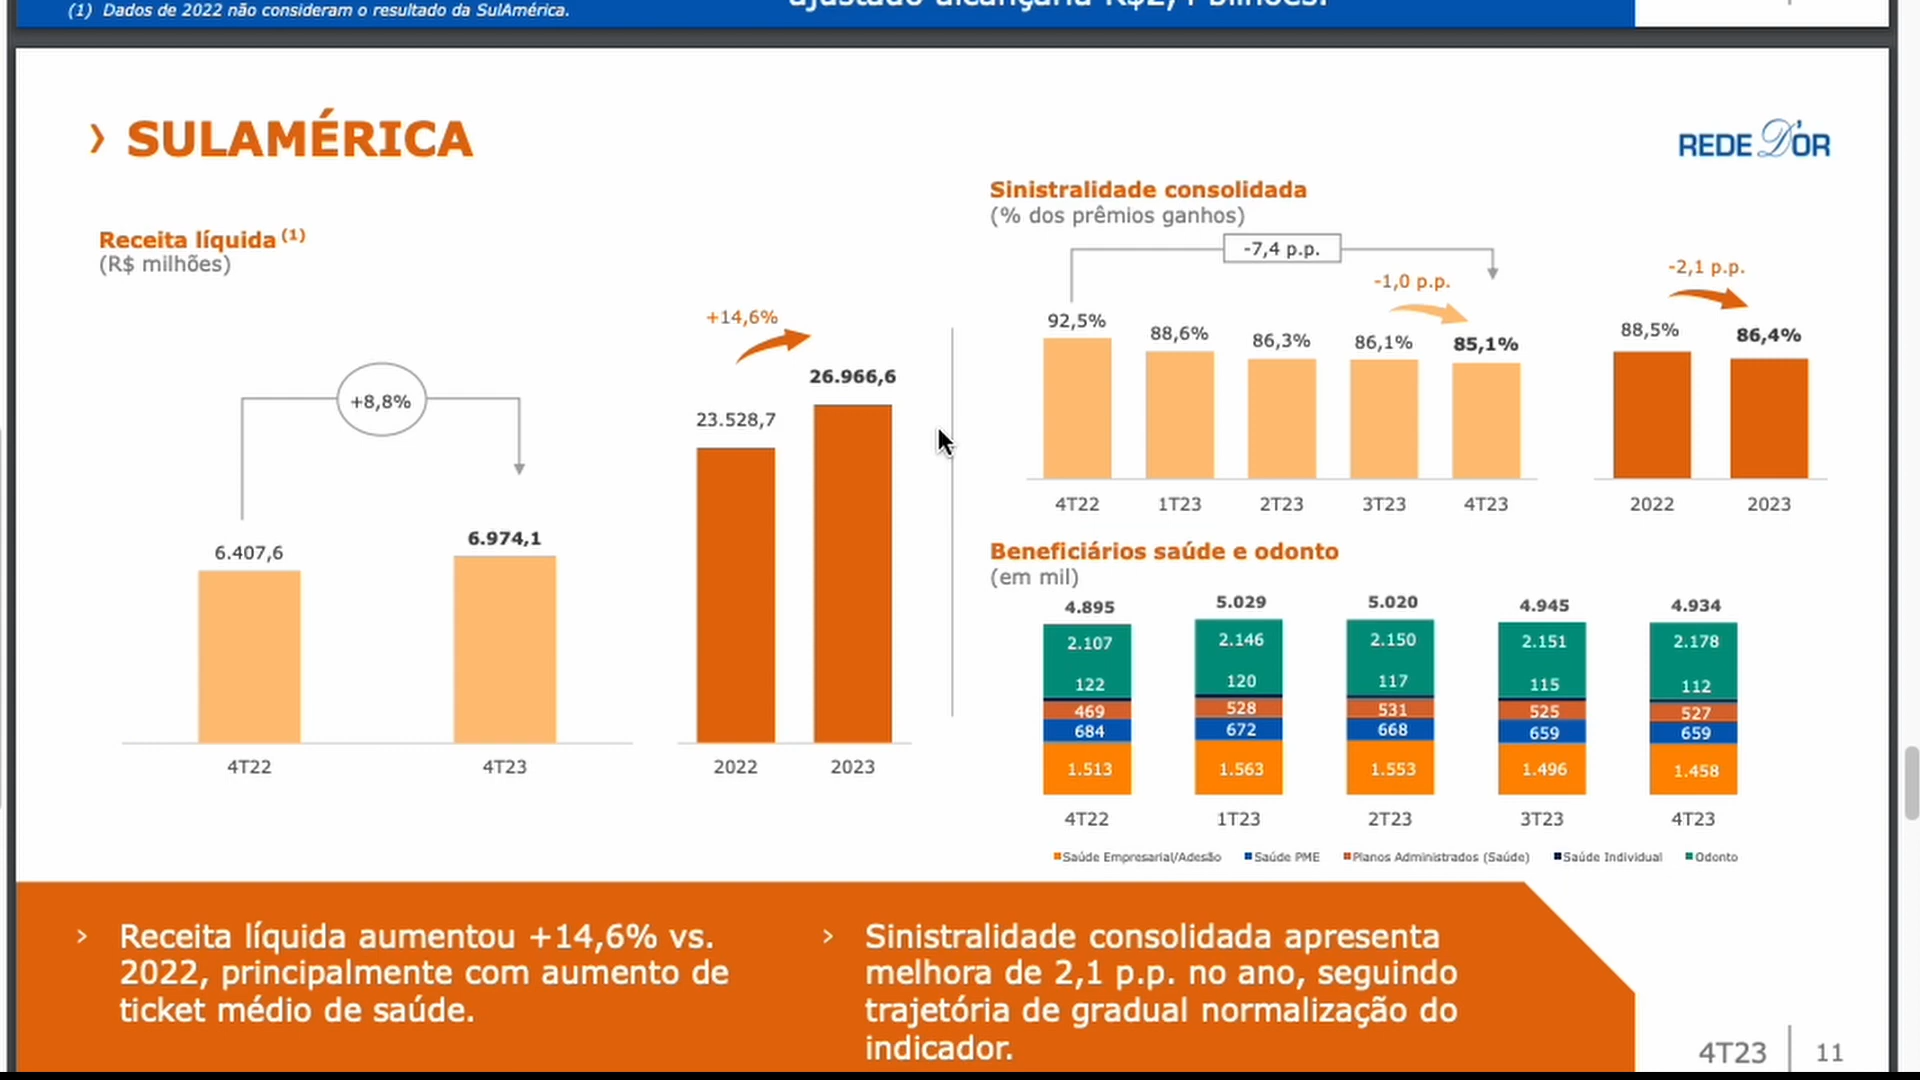 (1) Dados de 2022 não consideram o resultado da SulAmérica.
› SULAMÉRICA
REDE D'OR
Receita líquida (1)
(R$ milhões)
+8,8%
6.407,6
6.974,1
4T22
4T23
+14,6%
23.528,7
26.966,6
2022
2023
Sinistralidade consolidada
(% dos prêmios ganhos)
-7,4 p.p.
-1,0 p.p.
92,5%
88,6%
86,3%
86,1%
85,1%
4T22
1T23
2T23
3T23
4T23
-2,1 p.p.
88,5%
86,4%
2022
2023
Beneficiários saúde e odonto
(em mil)
4.895
5.029
5.020
4.945
4.934
2.107
2.146
2.150
2.151
2.178
122
120
117
115
112
469
528
531
525
527
684
672
668
659
659
1.513
1.563
1.553
1.496
1.458
4T22
1T23
2T23
3T23
4T23
Saúde Empresarial/Adesão
Saúde PME
Planos Administrados (Saúde)
Saúde Individual
Odonto
› Receita líquida aumentou +14,6% vs.
2022, principalmente com aumento de
ticket médio de saúde.
› Sinistralidade consolidada apresenta
melhora de 2,1 p.p. no ano, seguindo
trajetória de gradual normalização do
indicador.
4T23
11